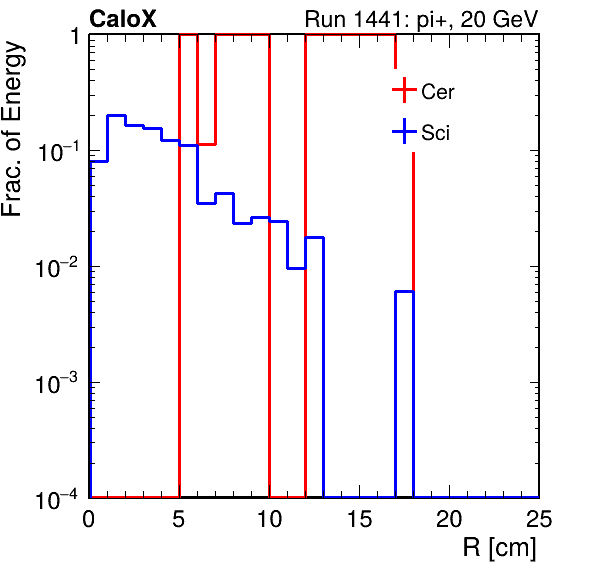 CaloX Run 1441: pi+, 20 GeV
Frac. of Energy
1
10−1
10−2
10−3
10−4
Cer
Sci
0 5 10 15 20 25
R [cm]